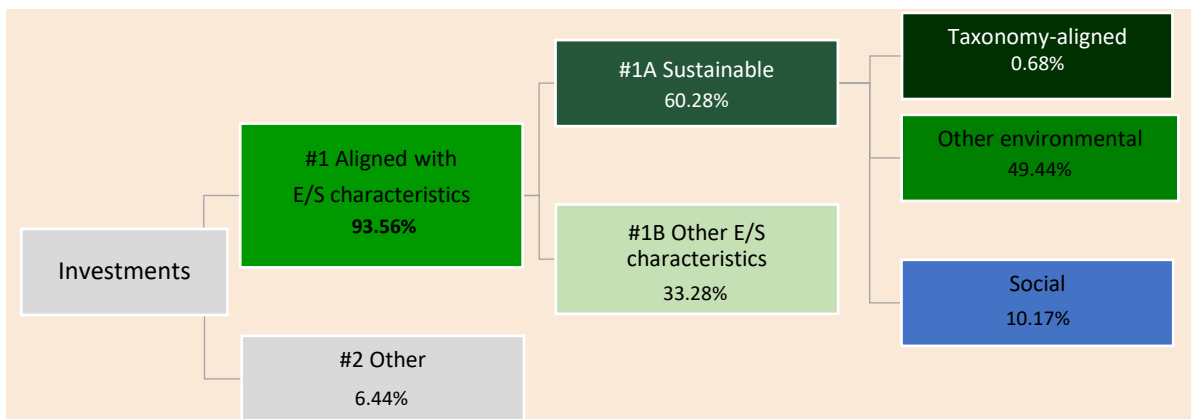 Investments
#1 Aligned with
E/S characteristics
93.56%
#2 Other
6.44%
#1A Sustainable
60.28%
#1B Other E/S
characteristics
33.28%
Taxonomy-aligned
0.68%
Other environmental
49.44%
Social
10.17%